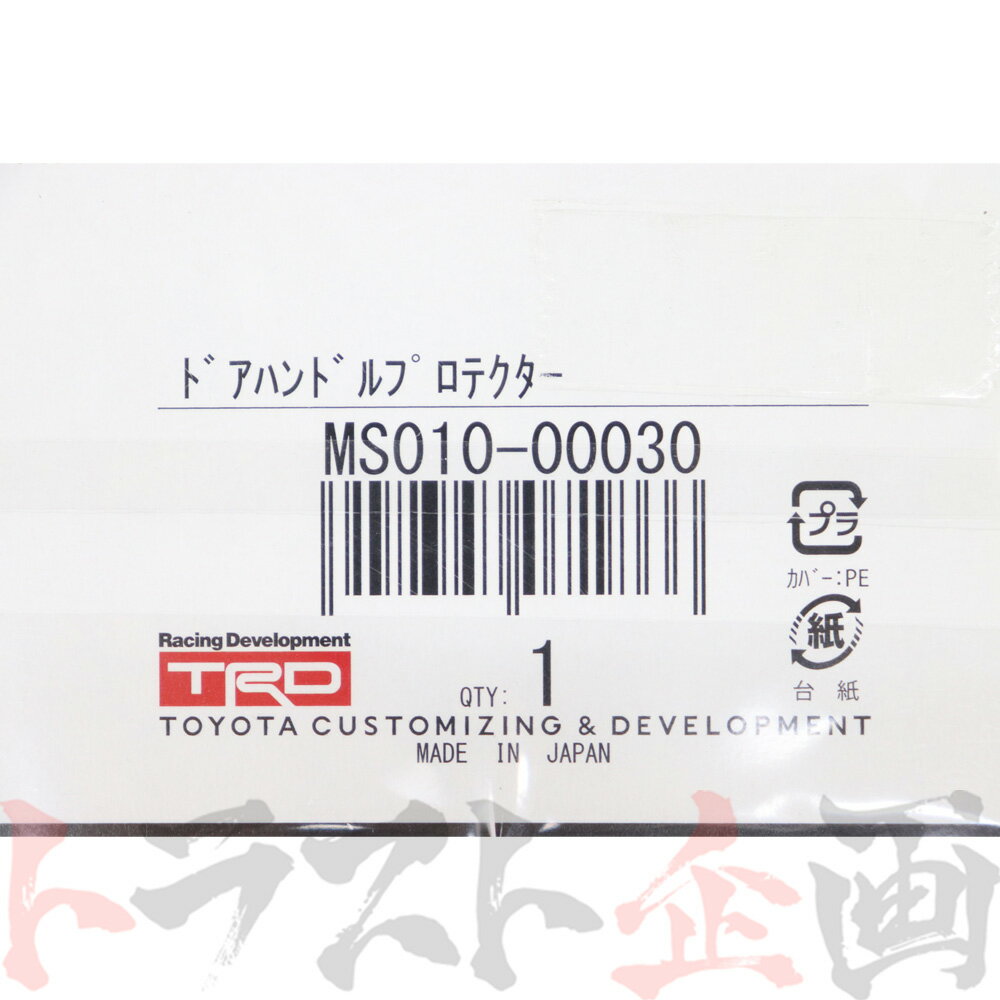 ﾄﾞｱﾊﾝﾄﾞﾙﾌﾟﾛﾃｸﾀｰ
MS010-00030
プラ
ｶﾊﾞｰ:PE
紙
台紙
Racing Development
TRD
QTY: 1
TOYOTA CUSTOMIZING & DEVELOPMENT
MADE IN JAPAN
トラスト企画